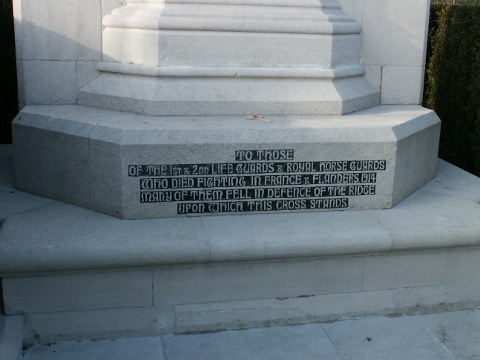 TO THOSE
OF THE 1ST & 2ND LIFE GUARDS & ROYAL HORSE GUARDS
WHO DIED FIGHTING IN FRANCE & FLANDERS 1914
MANY OF THEM FELL IN DEFENCE OF THE RIDGE
UPON WHICH THIS CROSS STANDS